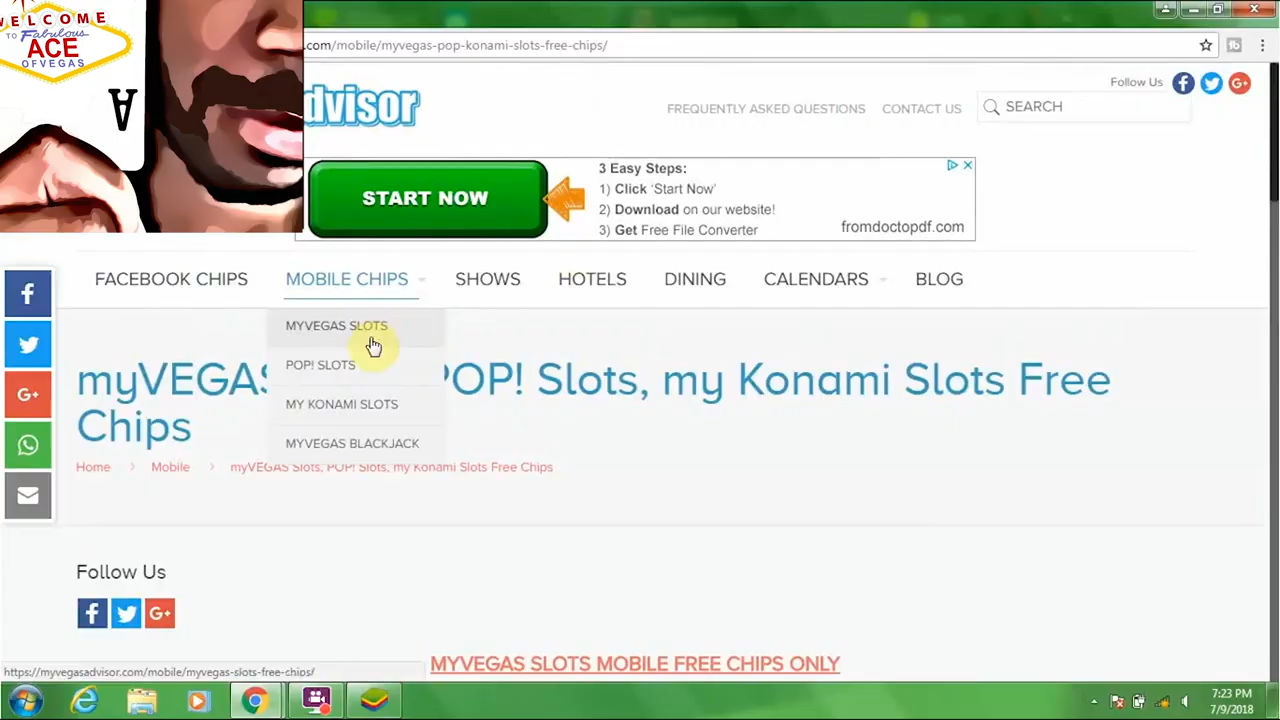 WELCOME
TO Fabulous
ACE
OFVEGAS
A
.com/mobile/myvegas-pop-konami-slots-free-chips/
dvisor
FREQUENTLY ASKED QUESTIONS
CONTACT US
Follow Us
SEARCH
START NOW
3 Easy Steps:
1) Click 'Start Now'
2) Download on our website!
3) Get Free File Converter
fromdoctopdf.com
FACEBOOK CHIPS
MOBILE CHIPS
SHOWS
HOTELS
DINING
CALENDARS
BLOG
MYVEGAS SLOTS
POP! SLOTS
MY KONAMI SLOTS
MYVEGAS BLACKJACK
myVEGAS POP! Slots, my Konami Slots Free
Chips
Home > Mobile > myVEGAS Slots, POP! Slots, my Konami Slots Free Chips
Follow Us
MYVEGAS SLOTS MOBILE FREE CHIPS ONLY
https://myvegasadvisor.com/mobile/myvegas-slots-free-chips/
7:23 PM
7/9/2018